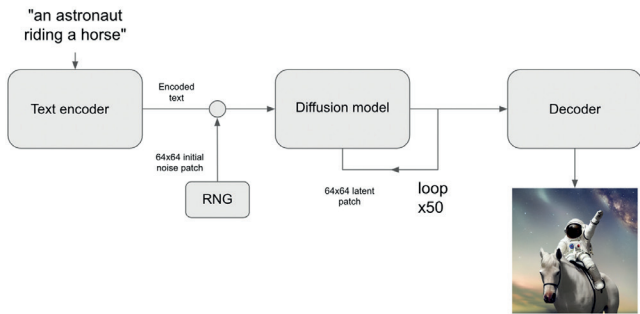 "an astronaut
riding a horse"
Text encoder
Encoded
text
Diffusion model
Decoder
64x64 initial
noise patch
RNG
64x64 latent
patch
loop
x50